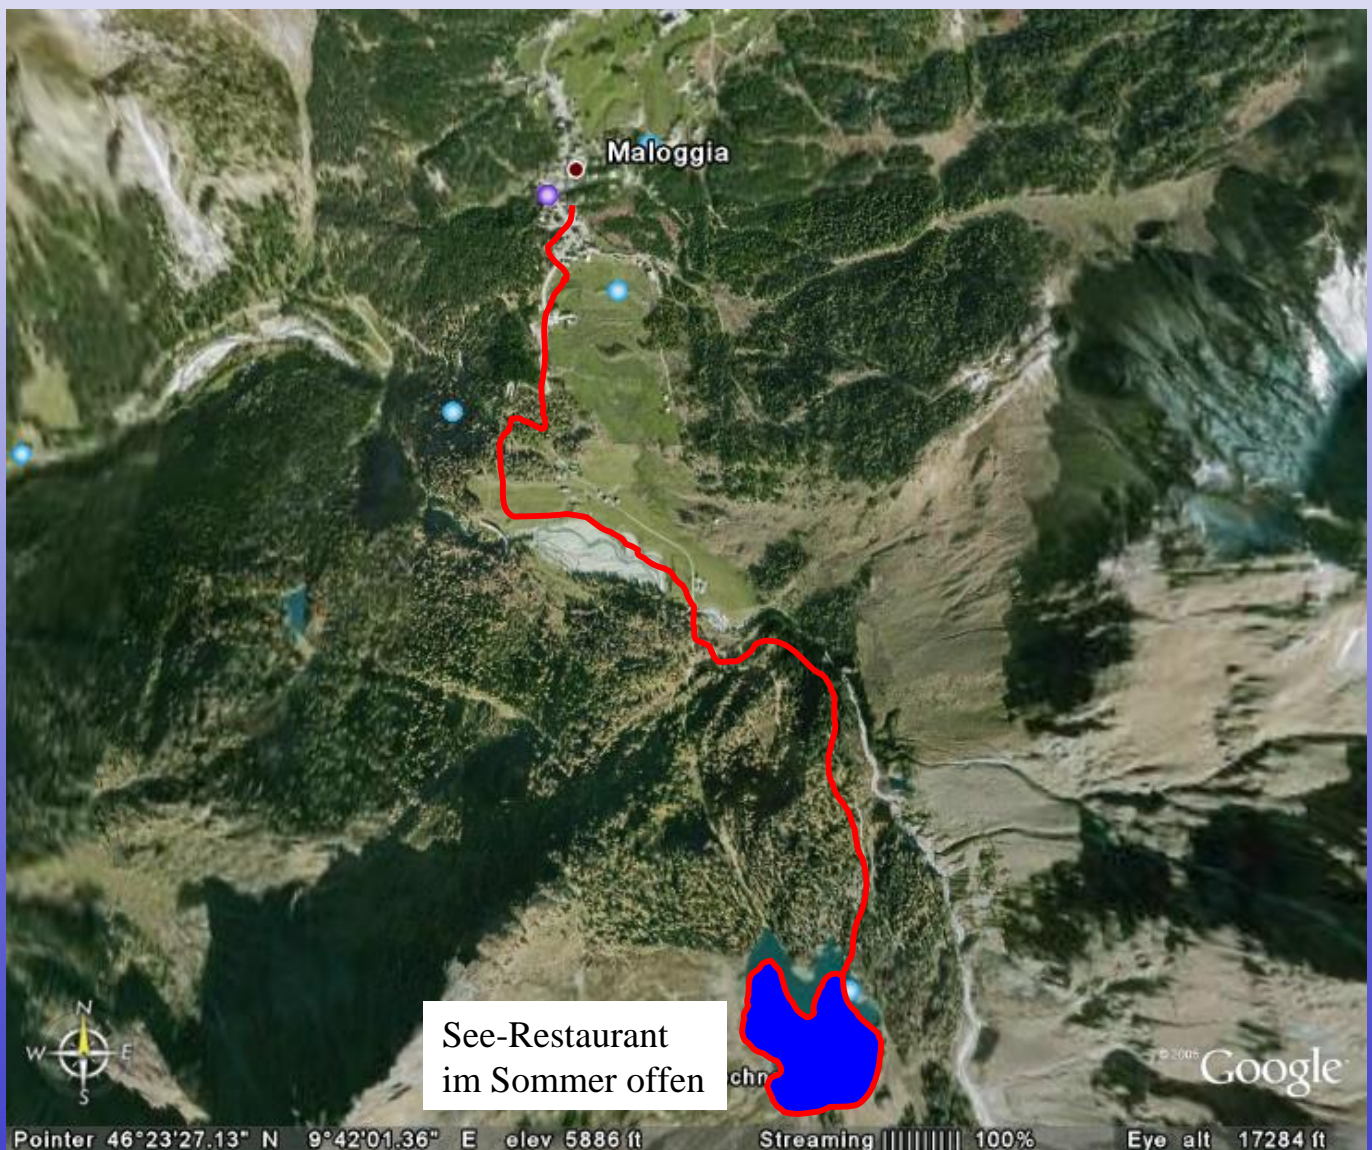 Maloggia
N
W E
S
See-Restaurant
im Sommer offen
© 2006 Google
Pointer 46°23'27.13" N 9°42'01.36" E elev 5886 ft Streaming |||||||||| 100% Eye alt 17284 ft